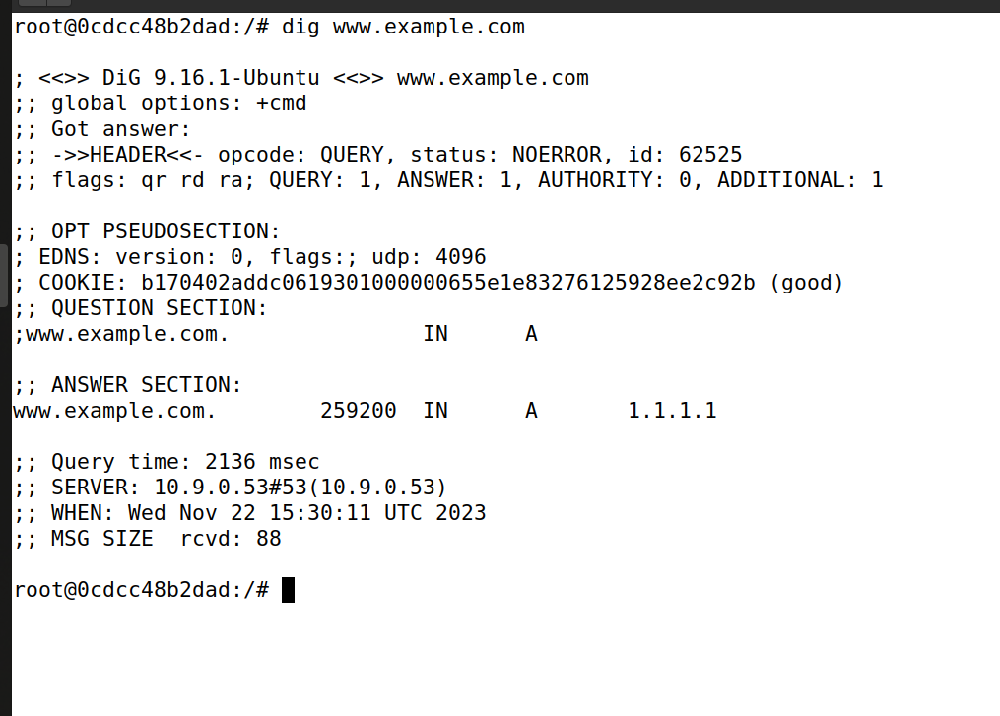 root@0cdcc48b2dad:/# dig www.example.com

; <<>> DiG 9.16.1-Ubuntu <<>> www.example.com
;; global options: +cmd
;; Got answer:
;; ->>HEADER<<- opcode: QUERY, status: NOERROR, id: 62525
;; flags: qr rd ra; QUERY: 1, ANSWER: 1, AUTHORITY: 0, ADDITIONAL: 1

;; OPT PSEUDOSECTION:
; EDNS: version: 0, flags:; udp: 4096
; COOKIE: b170402addc0619301000000655e1e83276125928ee2c92b (good)
;; QUESTION SECTION:
;www.example.com.                IN      A

;; ANSWER SECTION:
www.example.com.        259200  IN      A       1.1.1.1

;; Query time: 2136 msec
;; SERVER: 10.9.0.53#53(10.9.0.53)
;; WHEN: Wed Nov 22 15:30:11 UTC 2023
;; MSG SIZE  rcvd: 88

root@0cdcc48b2dad:/#